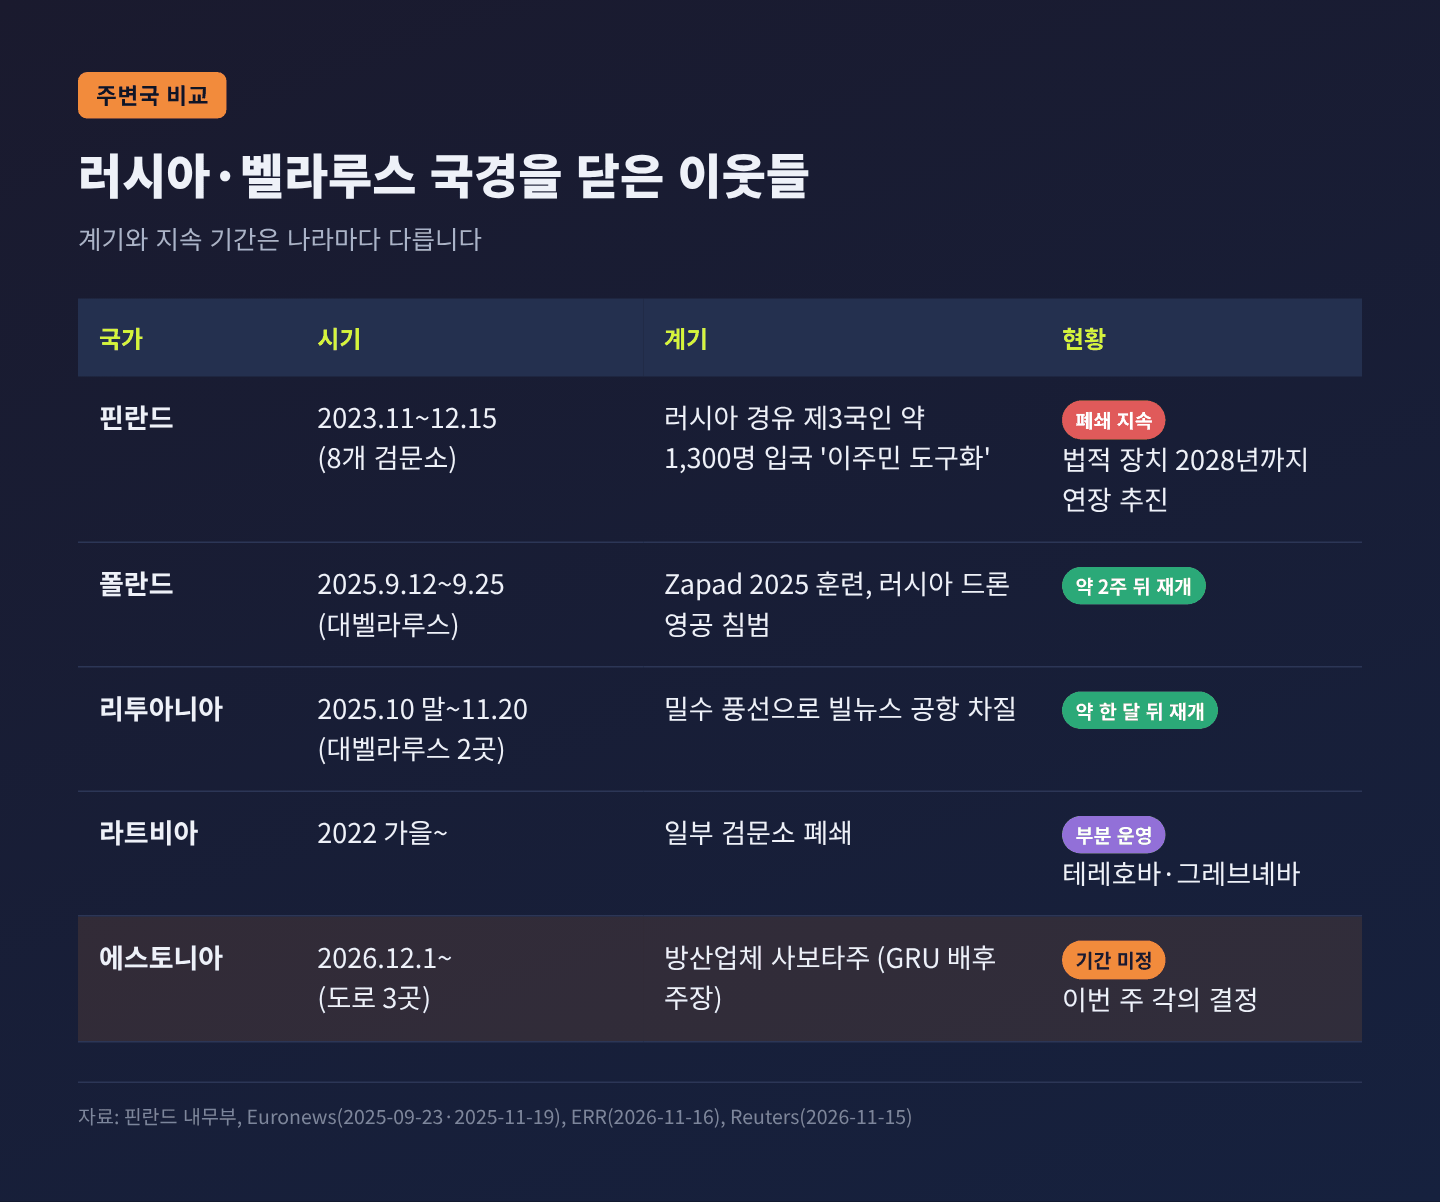 주변국 비교
러시아·벨라루스 국경을 닫은 이웃들
계기와 지속 기간은 나라마다 다릅니다
국가 시기 계기 현황
핀란드
2023.11~12.15
(8개 검문소)
러시아 경유 제3국인 약
1,300명 입국 '이주민 도구화'
폐쇄 지속
법적 장치 2028년까지
연장 추진
폴란드
2025.9.12~9.25
(대벨라루스)
Zapad 2025 훈련, 러시아 드론
영공 침범
약 2주 뒤 재개
리투아니아
2025.10 말~11.20
(대벨라루스 2곳)
밀수 풍선으로 빌뉴스 공항 차질
약 한 달 뒤 재개
라트비아
2022 가을~
일부 검문소 폐쇄
부분 운영
테레호바·그레브녜바
에스토니아
2026.12.1~
(도로 3곳)
방산업체 사보타주 (GRU 배후
주장)
기간 미정
이번 주 각의 결정
자료: 핀란드 내무부, Euronews(2025-09-23·2025-11-19), ERR(2026-11-16), Reuters(2026-11-15)